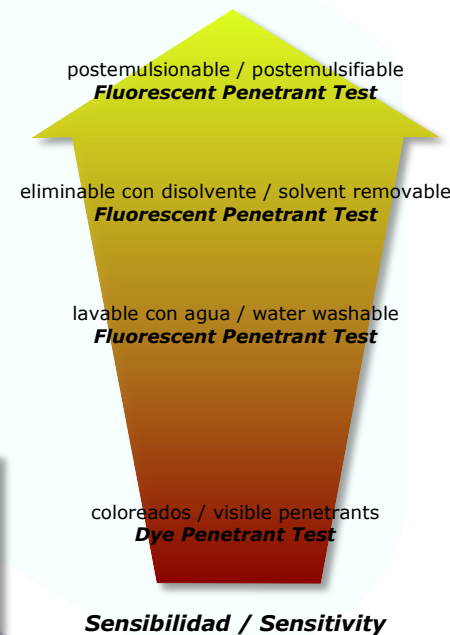 postemulsionable / postemulsifiable
Fluorescent Penetrant Test
eliminable con disolvente / solvent removable
Fluorescent Penetrant Test
lavable con agua / water washable
Fluorescent Penetrant Test
coloreados / visible penetrants
Dye Penetrant Test
Sensibilidad / Sensitivity